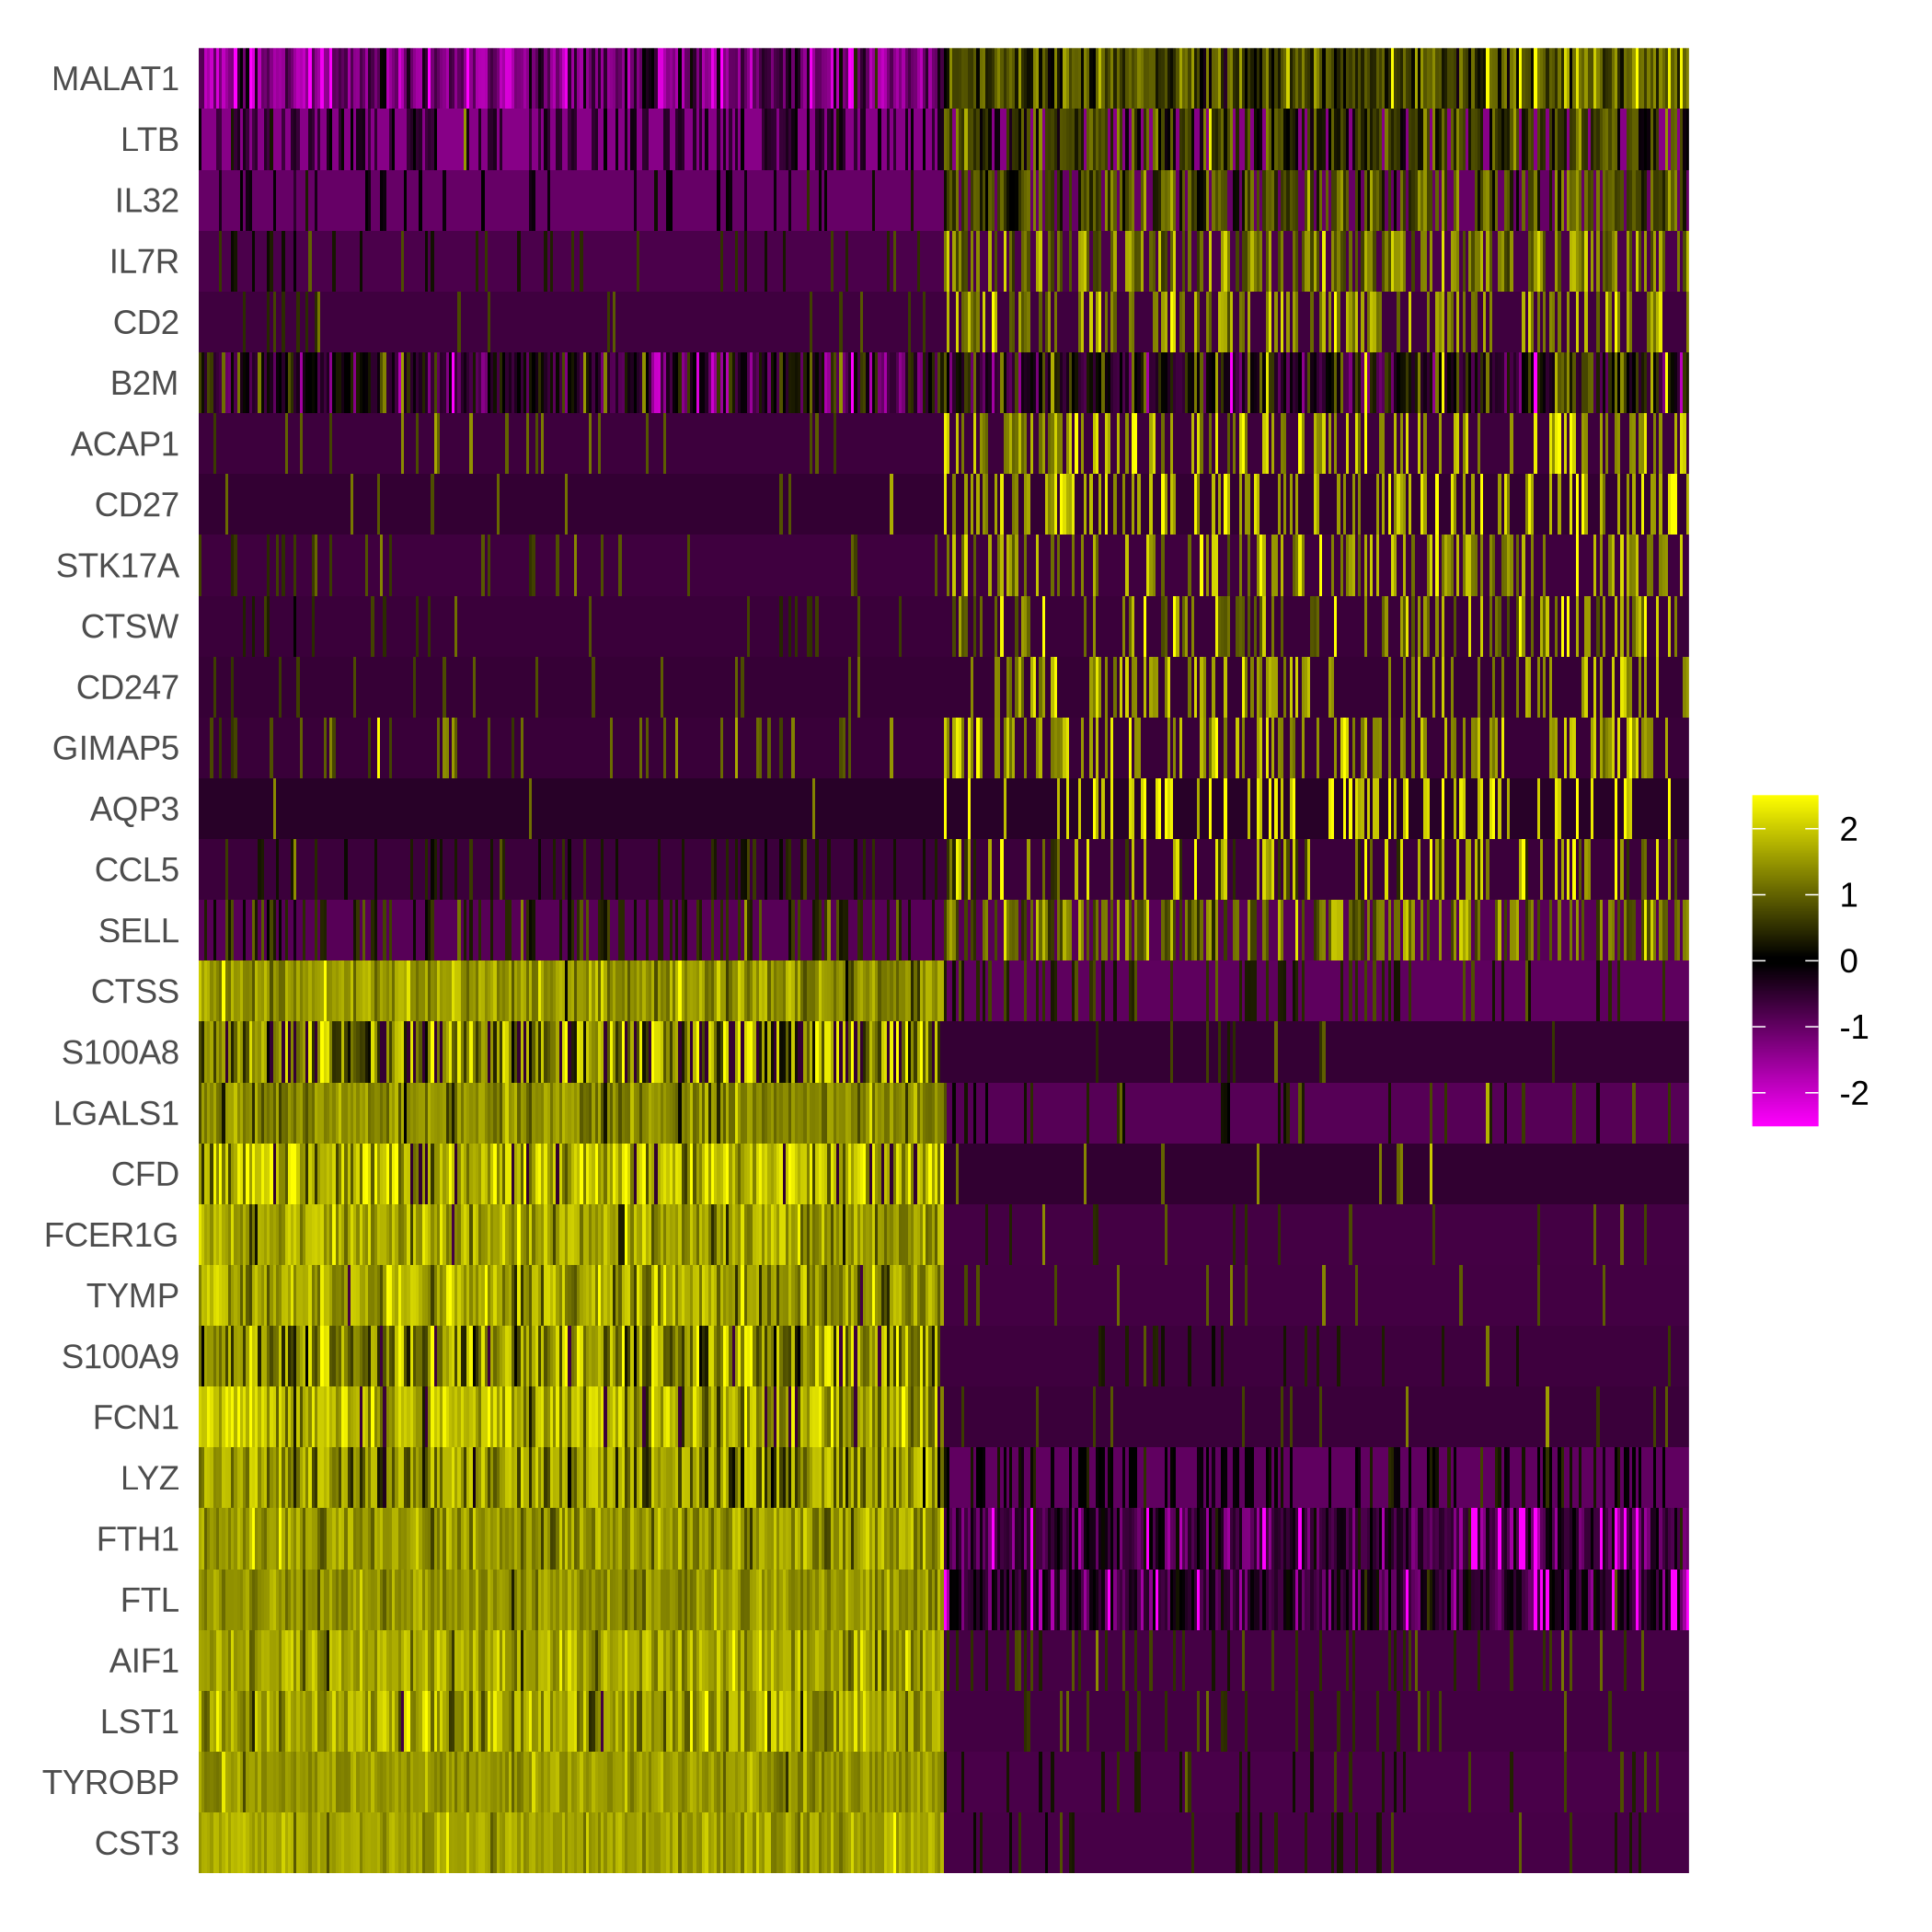 MALAT1
LTB
IL32
IL7R
CD2
B2M
ACAP1
CD27
STK17A
CTSW
CD247
GIMAP5
AQP3
CCL5
SELL
CTSS
S100A8
LGALS1
CFD
FCER1G
TYMP
S100A9
FCN1
LYZ
FTH1
FTL
AIF1
LST1
TYROBP
CST3
2
1
0
-1
-2